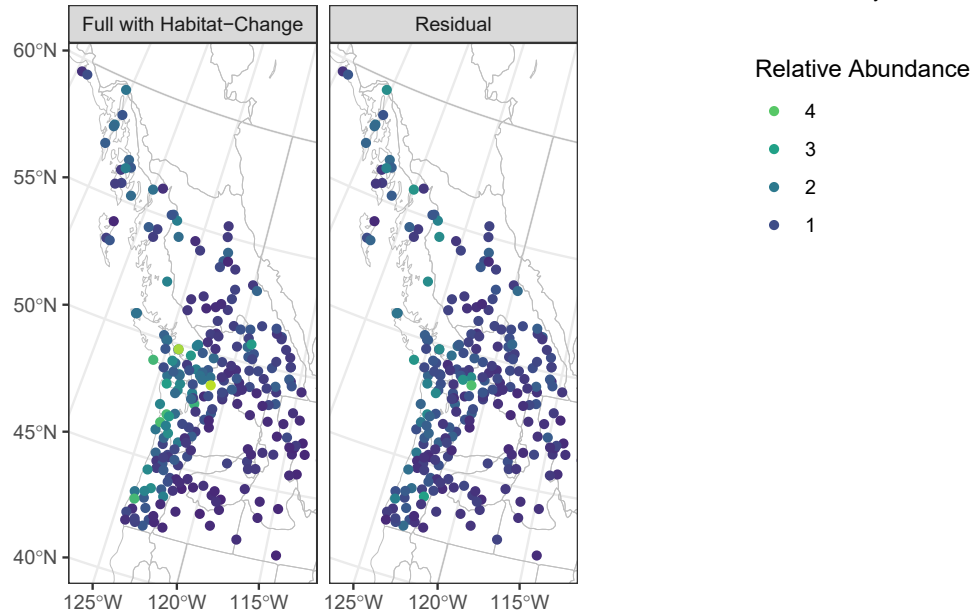 Full with Habitat−Change
Residual
60°N
55°N
50°N
45°N
40°N
125°W
120°W
115°W
125°W
120°W
115°W
Relative Abundance
4
3
2
1